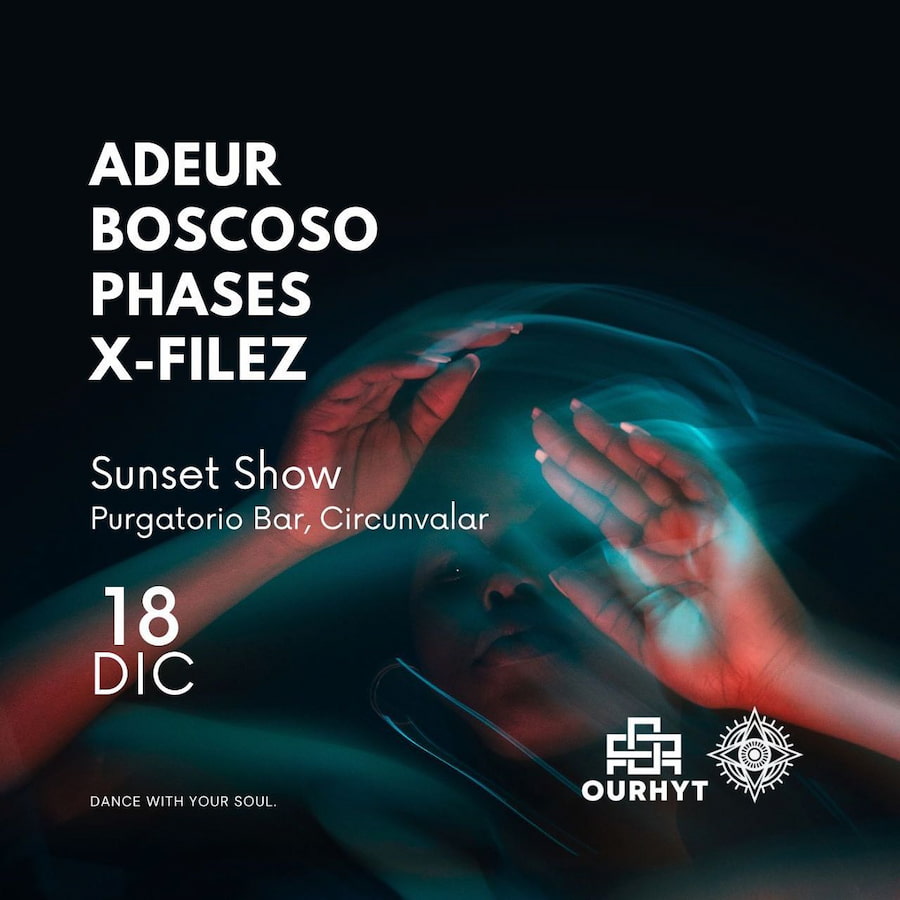 ADEUR
BOSCOSO
PHASES
X-FILEZ
Sunset Show
Purgatorio Bar, Circunvalar
18
DIC
DANCE WITH YOUR SOUL.
OURHYT